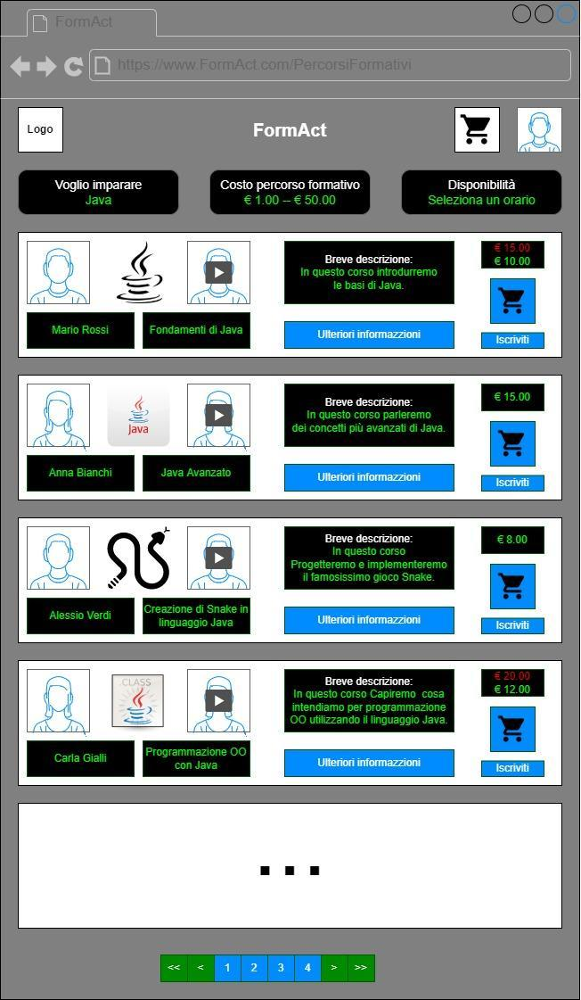 FormAct
https://www.FormAct.com/PercorsiFormativi
Logo
FormAct
Voglio imparare
Java
Costo percorso formativo
€ 1.00 -- € 50.00
Disponibilità
Seleziona un orario
Breve descrizione:
In questo corso introdurremo
le basi di Java.
€ 15.00
€ 10.00
Mario Rossi
Fondamenti di Java
Ulteriori informazzioni
Iscriviti
Java
Breve descrizione:
In questo corso parleremo
dei concetti più avanzati di Java.
€ 15.00
Anna Bianchi
Java Avanzato
Ulteriori informazzioni
Iscriviti
Breve descrizione:
In questo corso
Progetteremo e implementeremo
il famosissimo gioco Snake.
€ 8.00
Alessio Verdi
Creazione di Snake in
linguaggio Java
Ulteriori informazzioni
Iscriviti
.CLASS
Breve descrizione:
In questo corso Capiremo cosa
intendiamo per programmazione
OO utilizzando il linguaggio Java.
€ 20.00
€ 12.00
Carla Gialli
Programmazione OO
con Java
Ulteriori informazzioni
Iscriviti
...
<< < 1 2 3 4 > >>